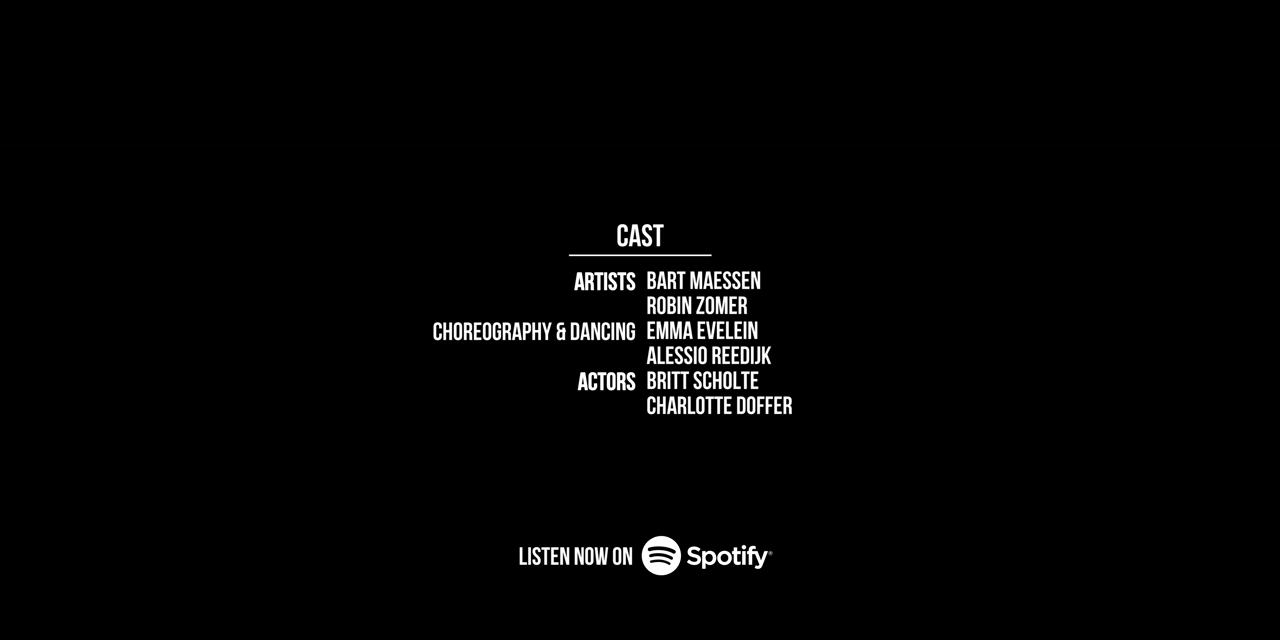 CAST
ARTISTS BART MAESSEN
ROBIN ZOMER
CHOREOGRAPHY & DANCING EMMA EVELEIN
ALESSIO REEDIJK
ACTORS BRITT SCHOLTE
CHARLOTTE DOFFER
LISTEN NOW ON Spotify®